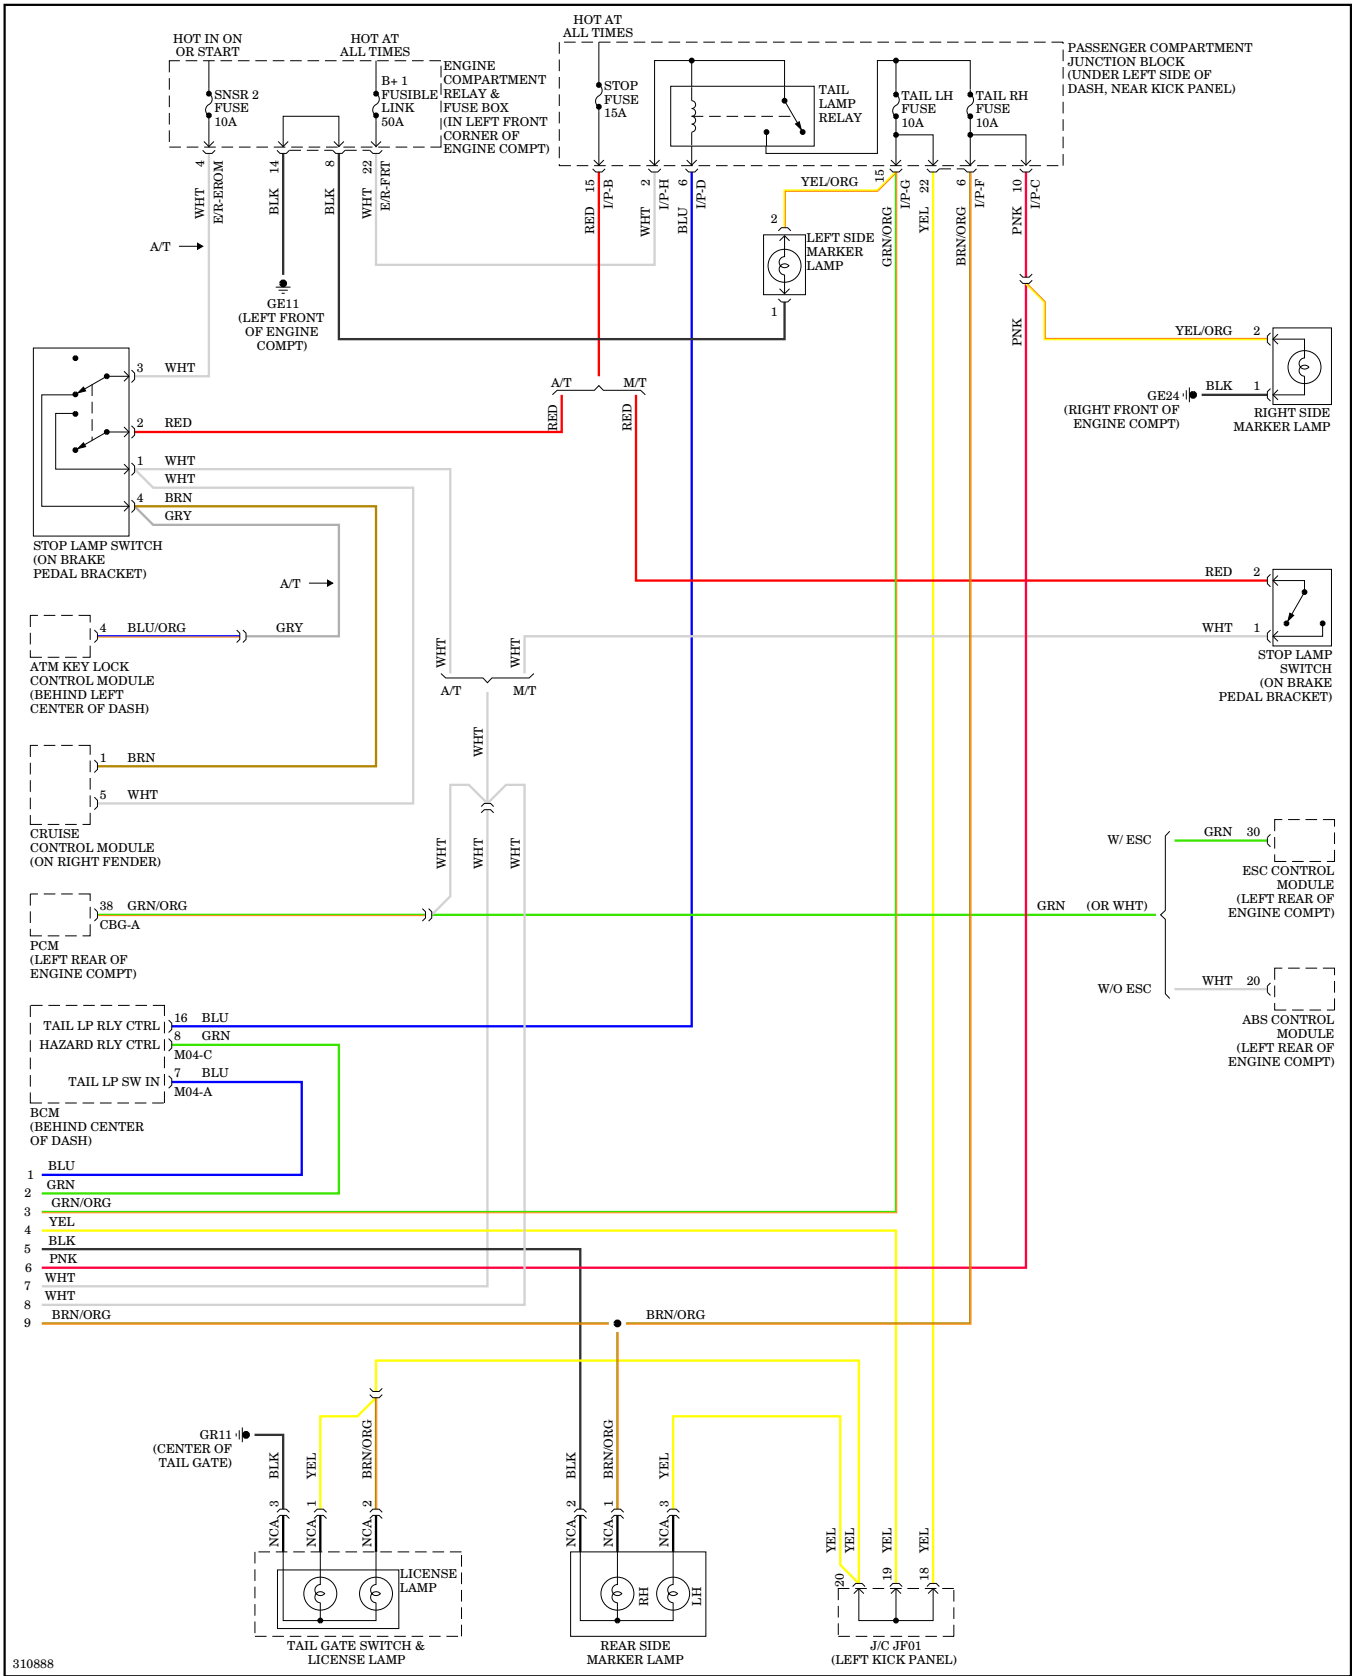 HOT IN ON
OR START
HOT AT
ALL TIMES
HOT AT
ALL TIMES
SNSR 2
FUSE
10A
B+ 1
FUSIBLE
LINK
50A
ENGINE
COMPARTMENT
RELAY &
FUSE BOX
(IN LEFT FRONT
CORNER OF
ENGINE COMPT)
STOP
FUSE
15A
TAIL
LAMP
RELAY
TAIL LH
FUSE
10A
TAIL RH
FUSE
10A
PASSENGER COMPARTMENT
JUNCTION BLOCK
(UNDER LEFT SIDE OF
DASH, NEAR KICK PANEL)
4
E/R-EROM
WHT
14
BLK
8
BLK
22
E/R-FRT
WHT
15
I/P-B
RED
2
I/P-H
WHT
6
I/P-D
BLU
YEL/ORG
15
I/P-G
GRN/ORG
22
YEL
6
I/P-F
BRN/ORG
10
I/P-C
PNK
A/T
GE11
(LEFT FRONT
OF ENGINE
COMPT)
2
LEFT SIDE
MARKER
LAMP
1
PNK
YEL/ORG 2
BLK 1
GE24
(RIGHT FRONT OF
ENGINE COMPT)
RIGHT SIDE
MARKER LAMP
3 WHT
2 RED
1 WHT
WHT
4 BRN
GRY
STOP LAMP SWITCH
(ON BRAKE
PEDAL BRACKET)
A/T M/T
RED
RED
A/T
4 BLU/ORG
GRY
ATM KEY LOCK
CONTROL MODULE
(BEHIND LEFT
CENTER OF DASH)
WHT
WHT
A/T M/T
RED 2
WHT 1
STOP LAMP
SWITCH
(ON BRAKE
PEDAL BRACKET)
WHT
1 BRN
5 WHT
CRUISE
CONTROL MODULE
(ON RIGHT FENDER)
WHT
WHT
WHT
W/ ESC
GRN 30
ESC CONTROL
MODULE
(LEFT REAR OF
ENGINE COMPT)
38 GRN/ORG
CBG-A
PCM
(LEFT REAR OF
ENGINE COMPT)
GRN (OR WHT)
W/O ESC
WHT 20
ABS CONTROL
MODULE
(LEFT REAR OF
ENGINE COMPT)
TAIL LP RLY CTRL
16 BLU
HAZARD RLY CTRL
8 GRN
M04-C
TAIL LP SW IN
7 BLU
M04-A
BCM
(BEHIND CENTER
OF DASH)
1 BLU
2 GRN
3 GRN/ORG
4 YEL
5 BLK
6 PNK
7 WHT
8 WHT
9 BRN/ORG
BRN/ORG
GR11
(CENTER OF
TAIL GATE)
BLK
YEL
BRN/ORG
BLK
BRN/ORG
YEL
3
1
2
2
1
3
NCA
NCA
NCA
NCA
NCA
NCA
YEL
YEL
YEL
YEL
20
19
18
LICENSE
LAMP
TAIL GATE SWITCH &
LICENSE LAMP
RH
LH
REAR SIDE
MARKER LAMP
J/C JF01
(LEFT KICK PANEL)
310888